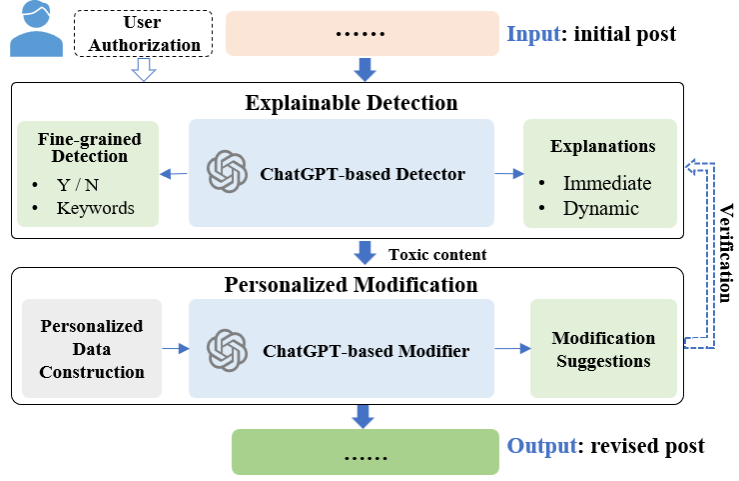 User
Authorization
......
Input: initial post
Explainable Detection
Fine-grained
Detection
• Y / N
• Keywords
ChatGPT-based Detector
Explanations
• Immediate
• Dynamic
Verification
Toxic content
Personalized Modification
Personalized
Data
Construction
ChatGPT-based Modifier
Modification
Suggestions
......
Output: revised post